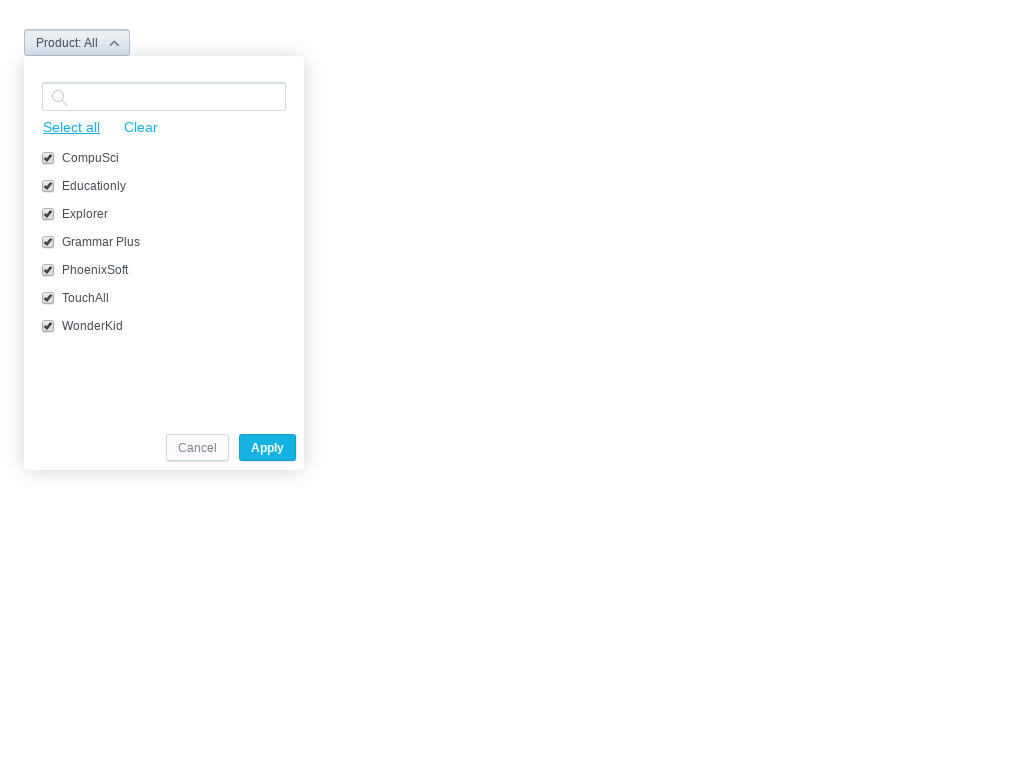 Product: All
Select all Clear
CompuSci
Educationly
Explorer
Grammar Plus
PhoenixSoft
TouchAll
WonderKid
Cancel Apply